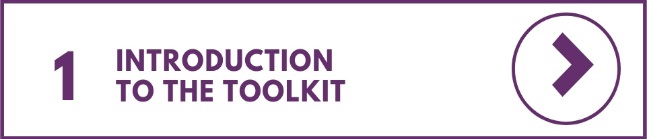 1
INTRODUCTION
TO THE TOOLKIT